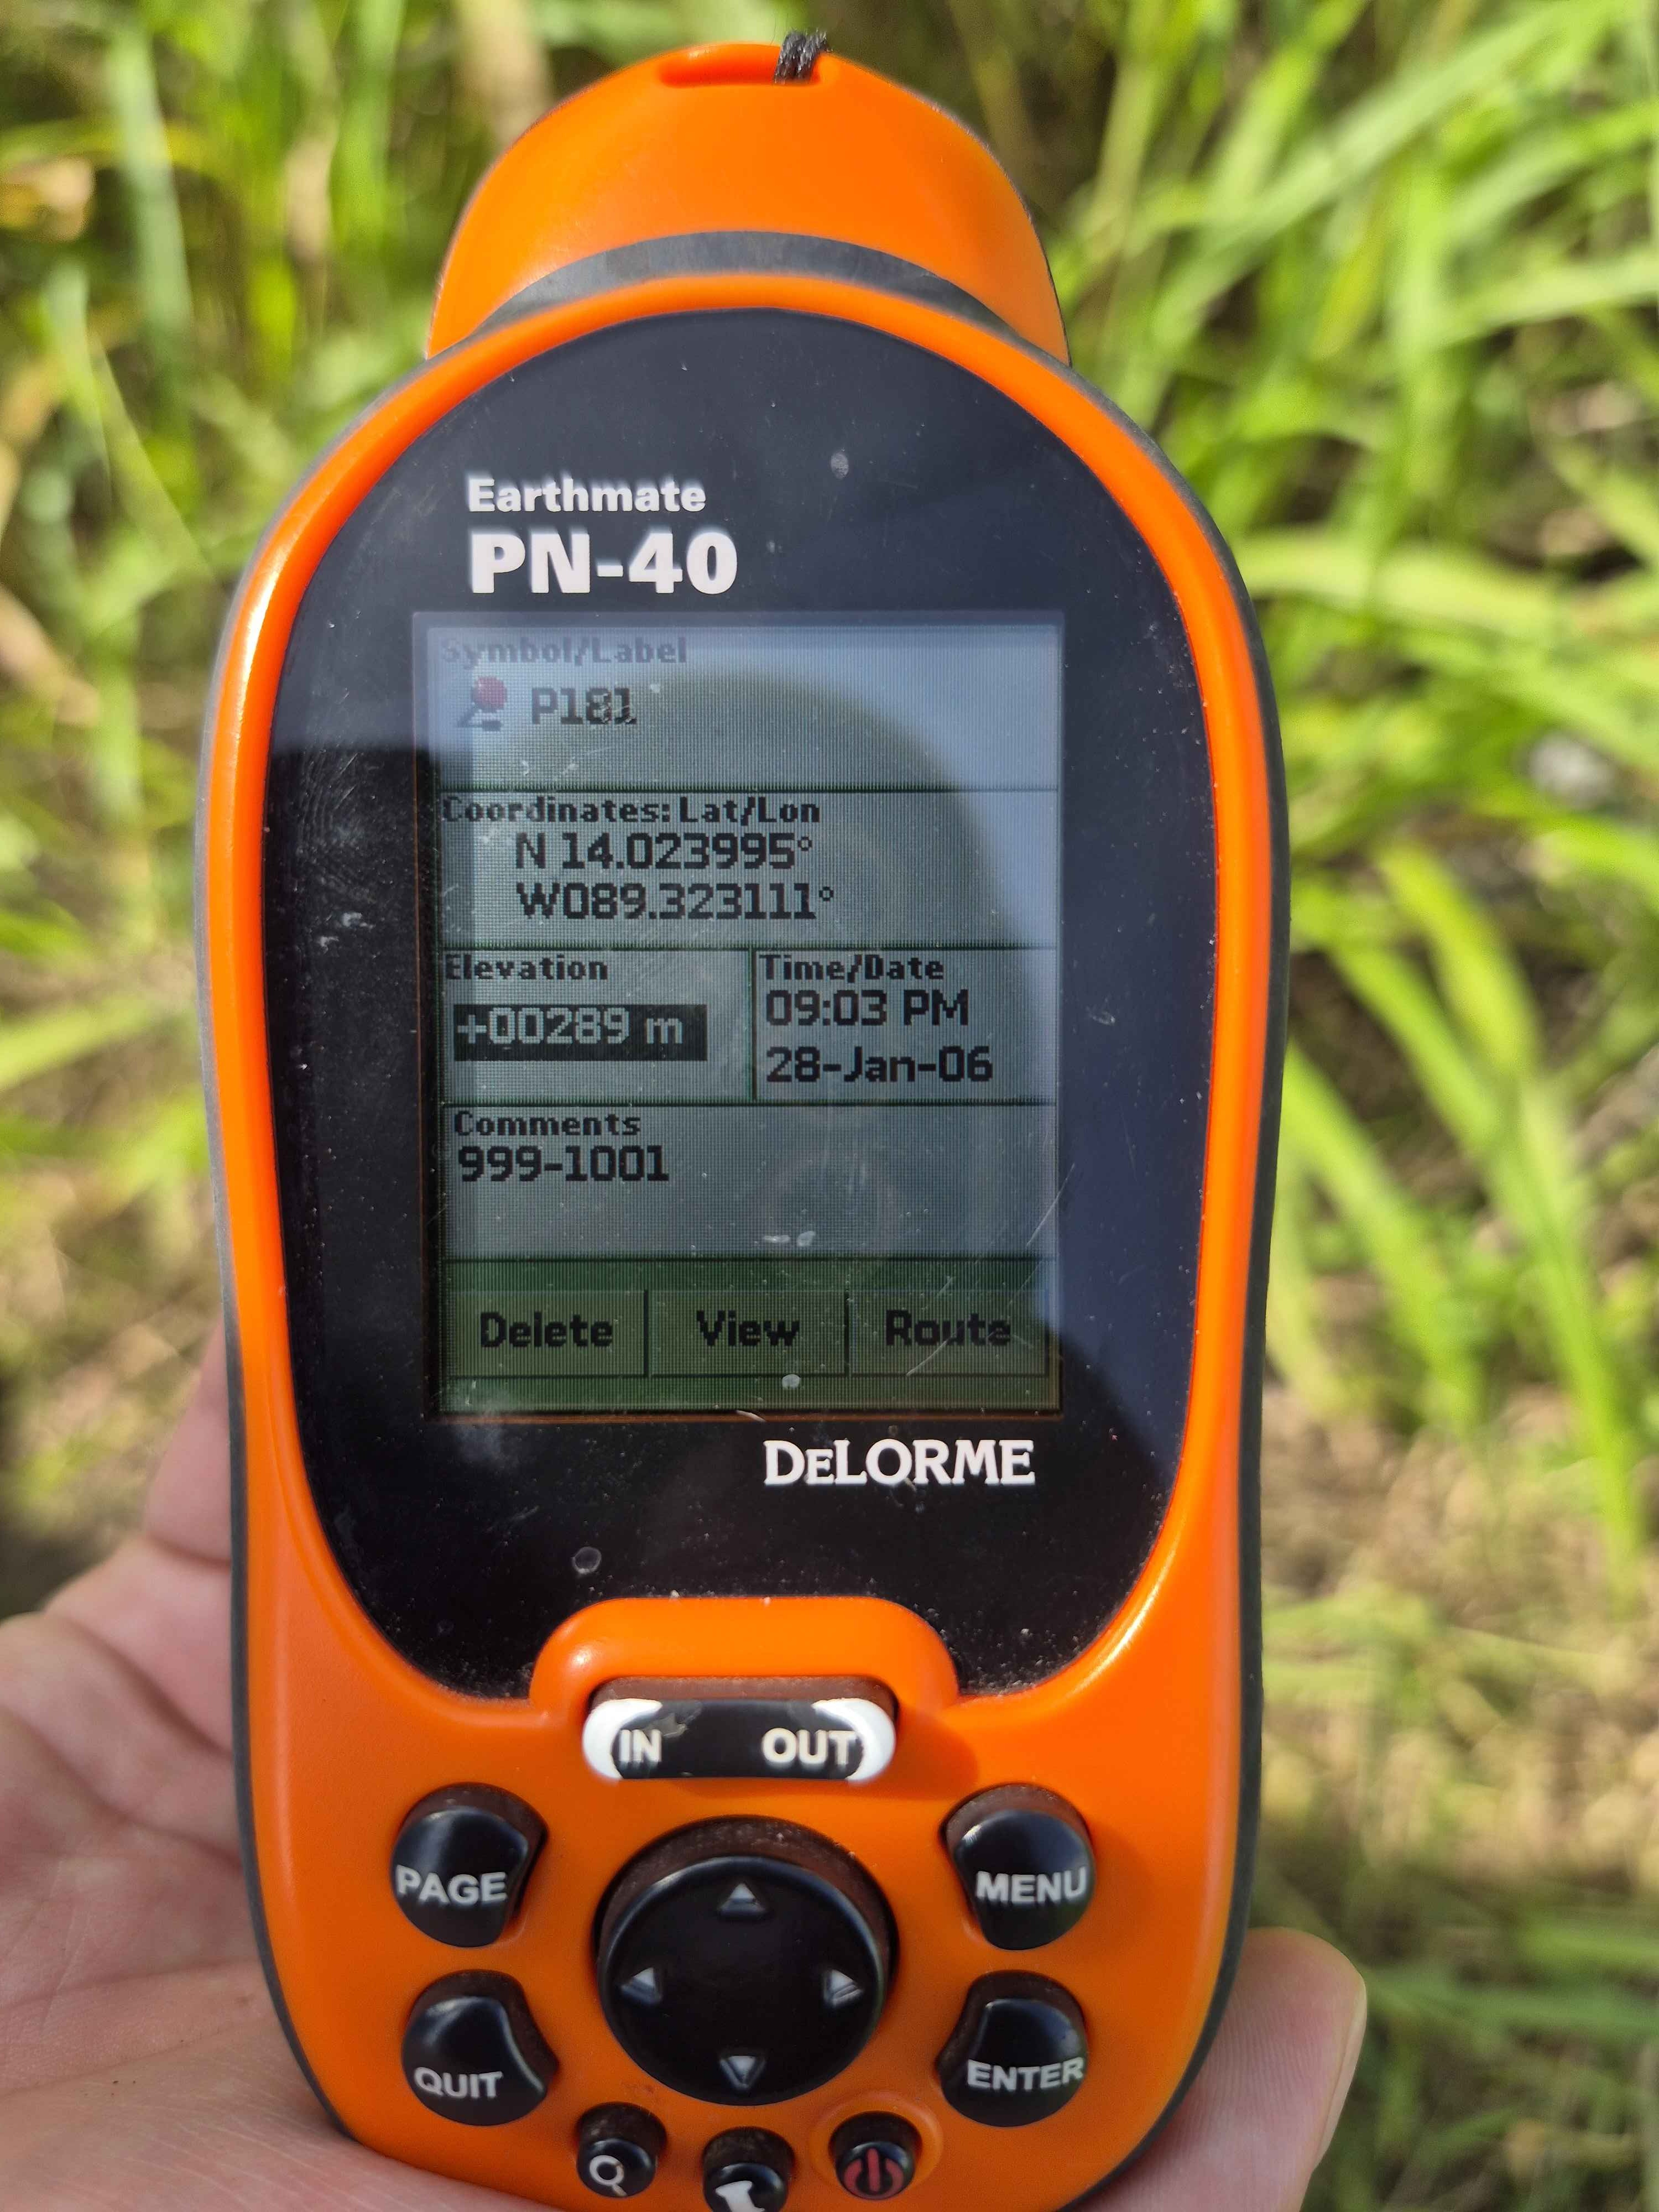 Earthmate
PN-40
Symbol/Label
P181
Coordinates: Lat/Lon
N 14.023995°
W089.323111°
Elevation
+00289 m
Time/Date
09:03 PM
28-Jan-06
Comments
999-1001
Delete View Route
DeLORME
IN OUT
PAGE
MENU
QUIT
ENTER